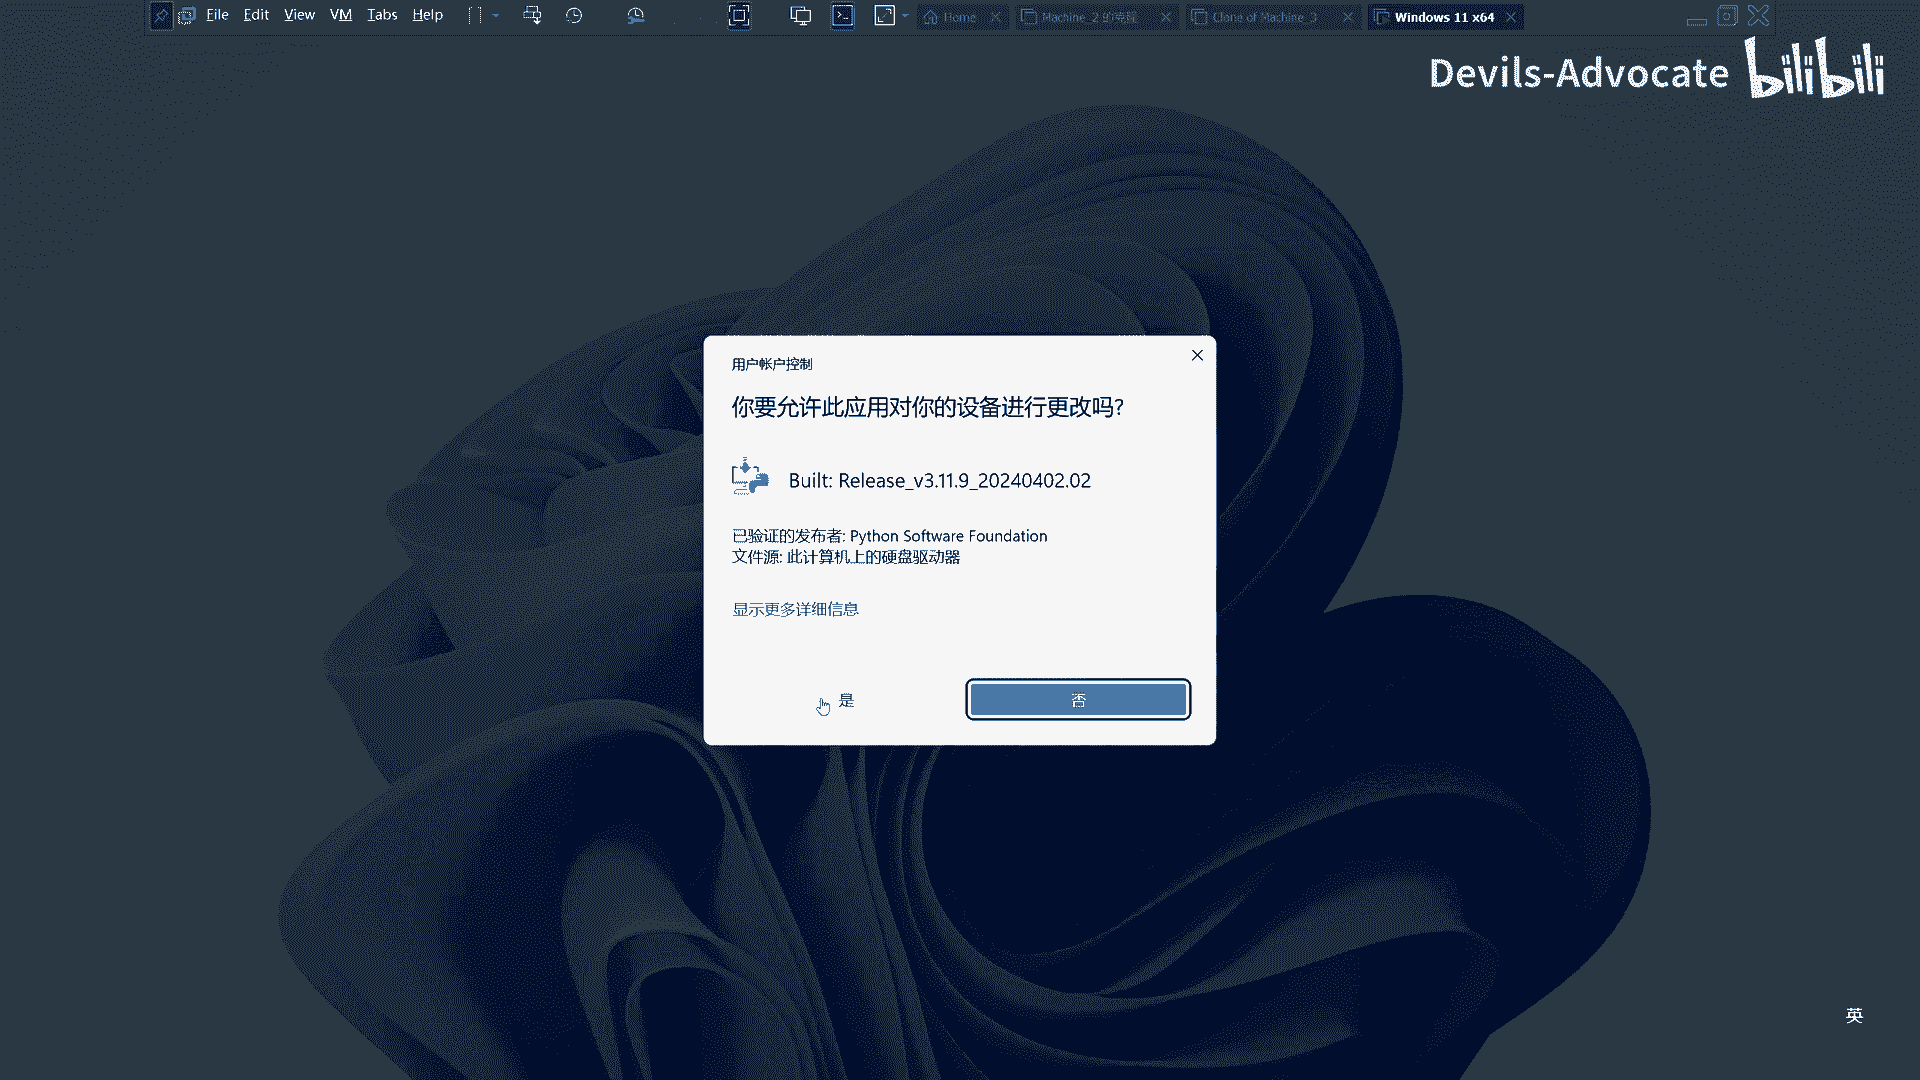 File Edit View VM Tabs Help
Home
Machine_2 的克隆
Clone of Machine_3
Windows 11 x64
Devils-Advocate bilibili
用户帐户控制
你要允许此应用对你的设备进行更改吗?
Built: Release_v3.11.9_20240402.02
已验证的发布者: Python Software Foundation
文件源: 此计算机上的硬盘驱动器
显示更多详细信息
是
否
英